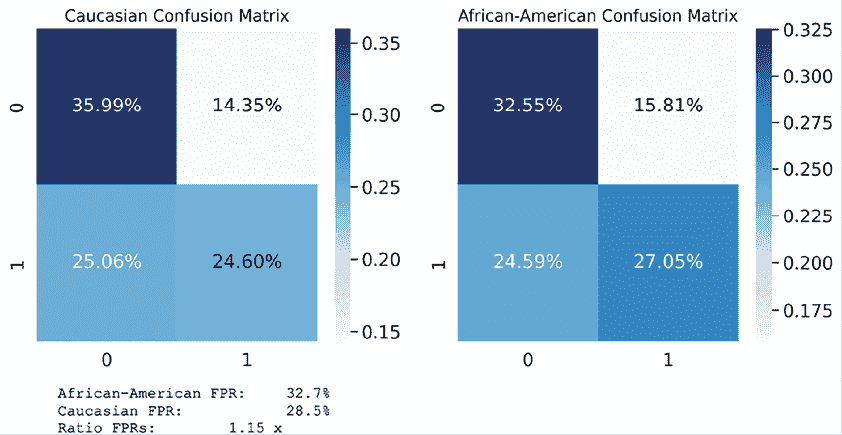 Caucasian Confusion Matrix
African-American Confusion Matrix
0 35.99% 14.35%
1 25.06% 24.60%
0 1
0.35
0.30
0.25
0.20
0.15
0 32.55% 15.81%
1 24.59% 27.05%
0 1
0.325
0.300
0.275
0.250
0.225
0.200
0.175
African-American FPR: 32.7%
Caucasian FPR: 28.5%
Ratio FPRs: 1.15 x